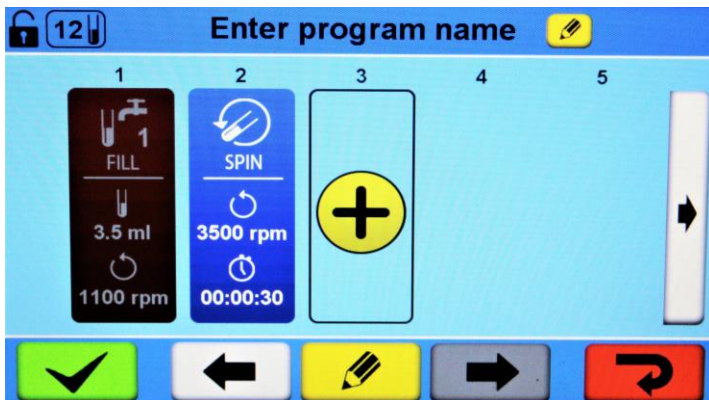 12 Enter program name
1 2 3 4 5
1
FILL SPIN
3.5 ml 3500 rpm
1100 rpm 00:00:30